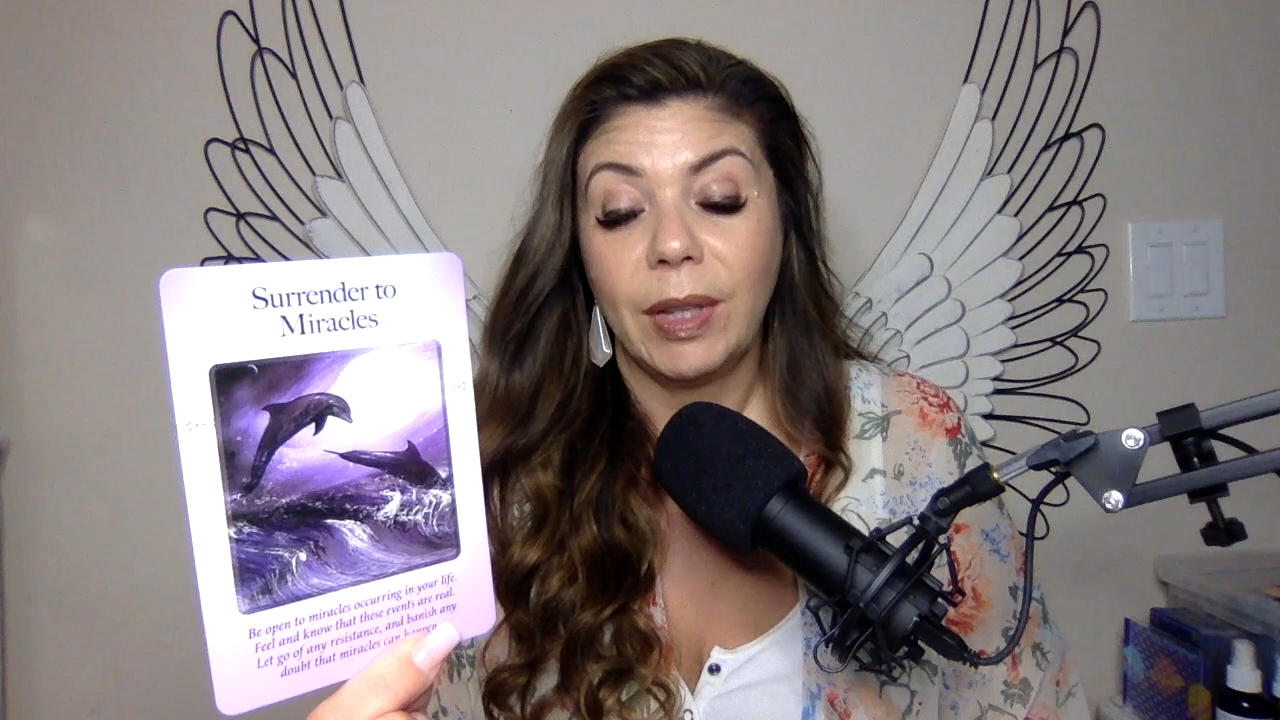 Surrender to
Miracles
Be open to miracles occurring in your life.
Feel and know that these events are real.
Let go of any resistance, and banish any
doubt that miracles can happen.